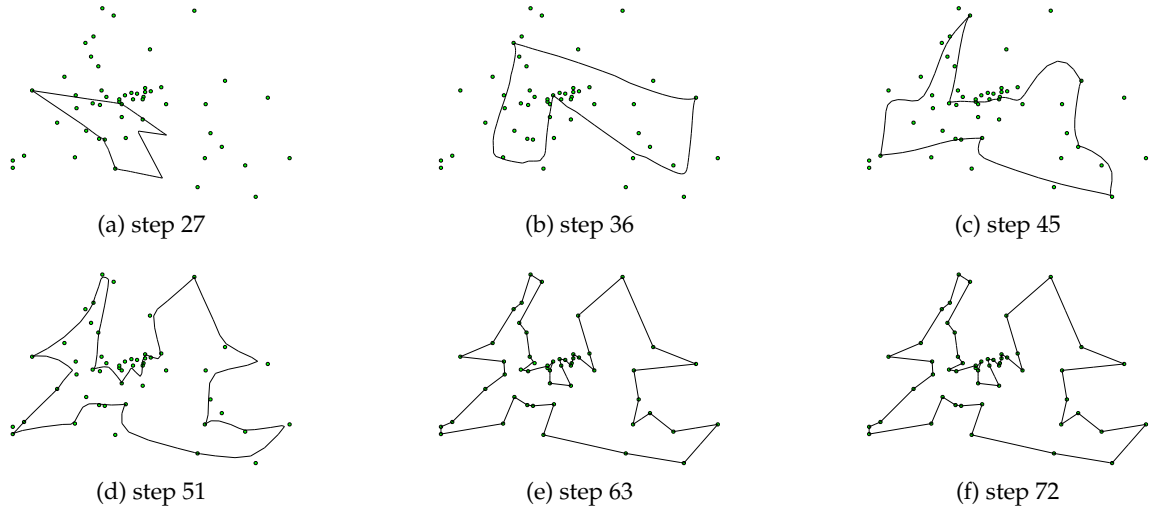 (a) step 27
(b) step 36
(c) step 45
(d) step 51
(e) step 63
(f) step 72